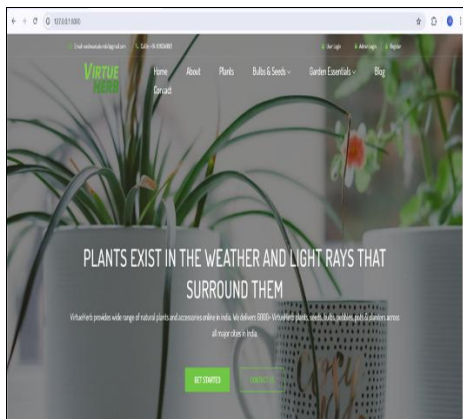 127.0.0.1:8000
User Login Admin Login Register
VIRTUE
HERB
Home About Plants Bulbs & Seeds Garden Essentials Blog
Contact
PLANTS EXIST IN THE WEATHER AND LIGHT RAYS THAT
SURROUND THEM
VirtueHerb provides wide range of natural plants and accessories online in india. We delivers 6000+ VirtueHerb plants, seeds, bulbs, pebbles, pots & planters across
all major cities in India.
GET STARTED CONTACT US